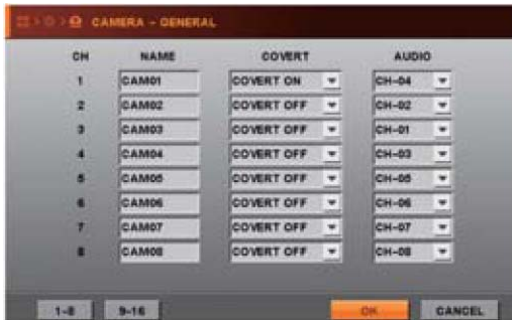 CAMERA - GENERAL
CH NAME COVERT AUDIO
1 CAM01 COVERT ON CH-04
2 CAM02 COVERT OFF CH-02
3 CAM03 COVERT OFF CH-01
4 CAM04 COVERT OFF CH-03
5 CAM05 COVERT OFF CH-05
6 CAM06 COVERT OFF CH-06
7 CAM07 COVERT OFF CH-07
8 CAM08 COVERT OFF CH-08
1-8 9-16 OK CANCEL